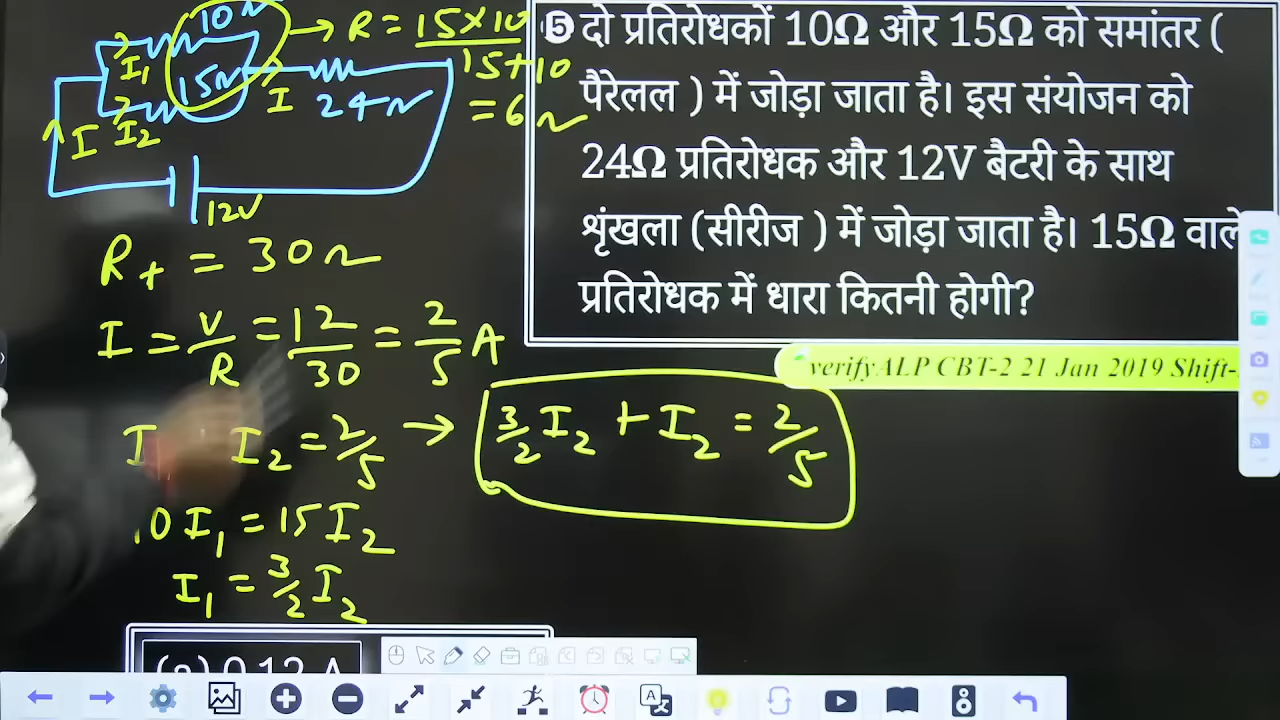 10Ω → R = 15×10
15+10
I₁ 15Ω
I 24Ω = 6Ω
I I₂
12V
R₊ = 30Ω
I = V/R = 12/30 = 2/5 A
I₂ = 2/5 → 3/2 I₂ + I₂ = 2/5
10 I₁ = 15 I₂
I₁ = 3/2 I₂
5 दो प्रतिरोधकों 10Ω और 15Ω को समांतर (
पैरेलल ) में जोड़ा जाता है। इस संयोजन को
24Ω प्रतिरोधक और 12V बैटरी के साथ
श्रृंखला (सीरीज ) में जोड़ा जाता है। 15Ω वाले
प्रतिरोधक में धारा कितनी होगी?
verify ALP CBT-2 21 Jan 2019 Shift-
(a) 0.12 A